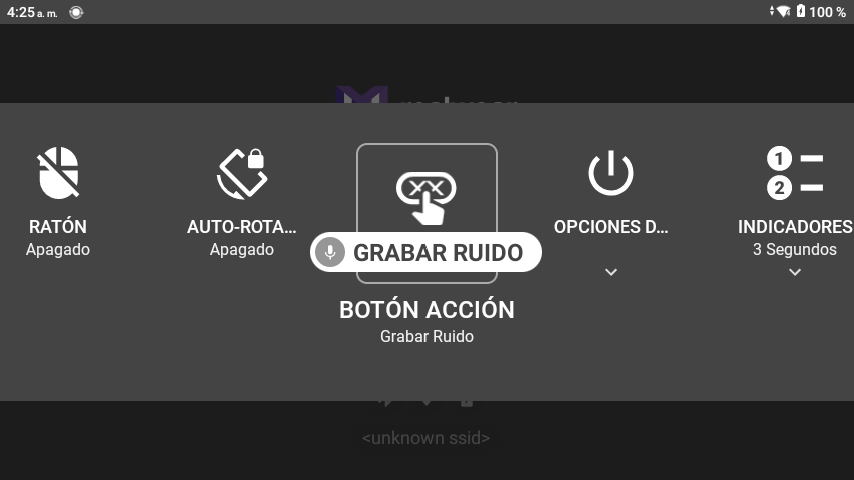 4:25 a. m.
100 %
RATÓN
Apagado
AUTO-ROTA...
Apagado
XX
GRABAR RUIDO
BOTÓN ACCIÓN
Grabar Ruido
OPCIONES D...
1
2
INDICADORES
3 Segundos
<unknown ssid>